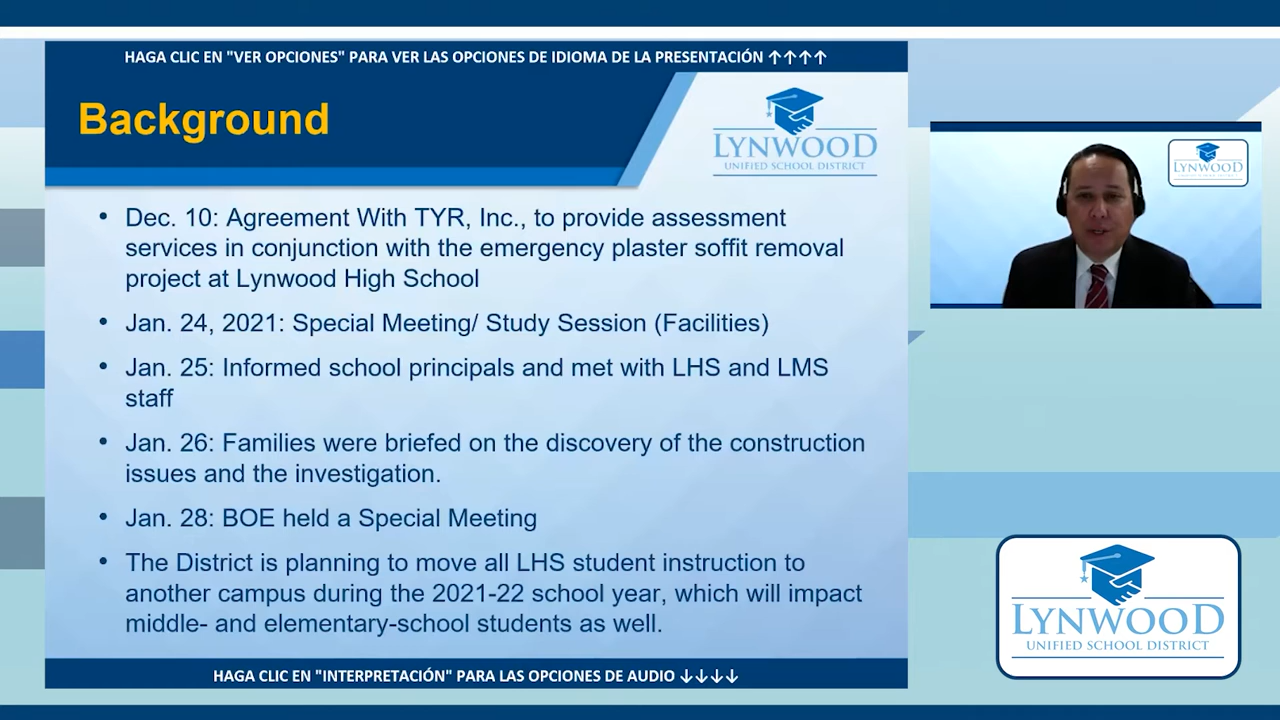 HAGA CLIC EN "VER OPCIONES" PARA VER LAS OPCIONES DE IDIOMA DE LA PRESENTACIÓN ↑↑↑↑
Background
LYNWOOD
UNIFIED SCHOOL DISTRICT
• Dec. 10: Agreement With TYR, Inc., to provide assessment
services in conjunction with the emergency plaster soffit removal
project at Lynwood High School
• Jan. 24, 2021: Special Meeting/ Study Session (Facilities)
• Jan. 25: Informed school principals and met with LHS and LMS
staff
• Jan. 26: Families were briefed on the discovery of the construction
issues and the investigation.
• Jan. 28: BOE held a Special Meeting
• The District is planning to move all LHS student instruction to
another campus during the 2021-22 school year, which will impact
middle- and elementary-school students as well.
HAGA CLIC EN "INTERPRETACIÓN" PARA LAS OPCIONES DE AUDIO ↓↓↓↓
LYNWOOD
LYNWOOD
UNIFIED SCHOOL DISTRICT